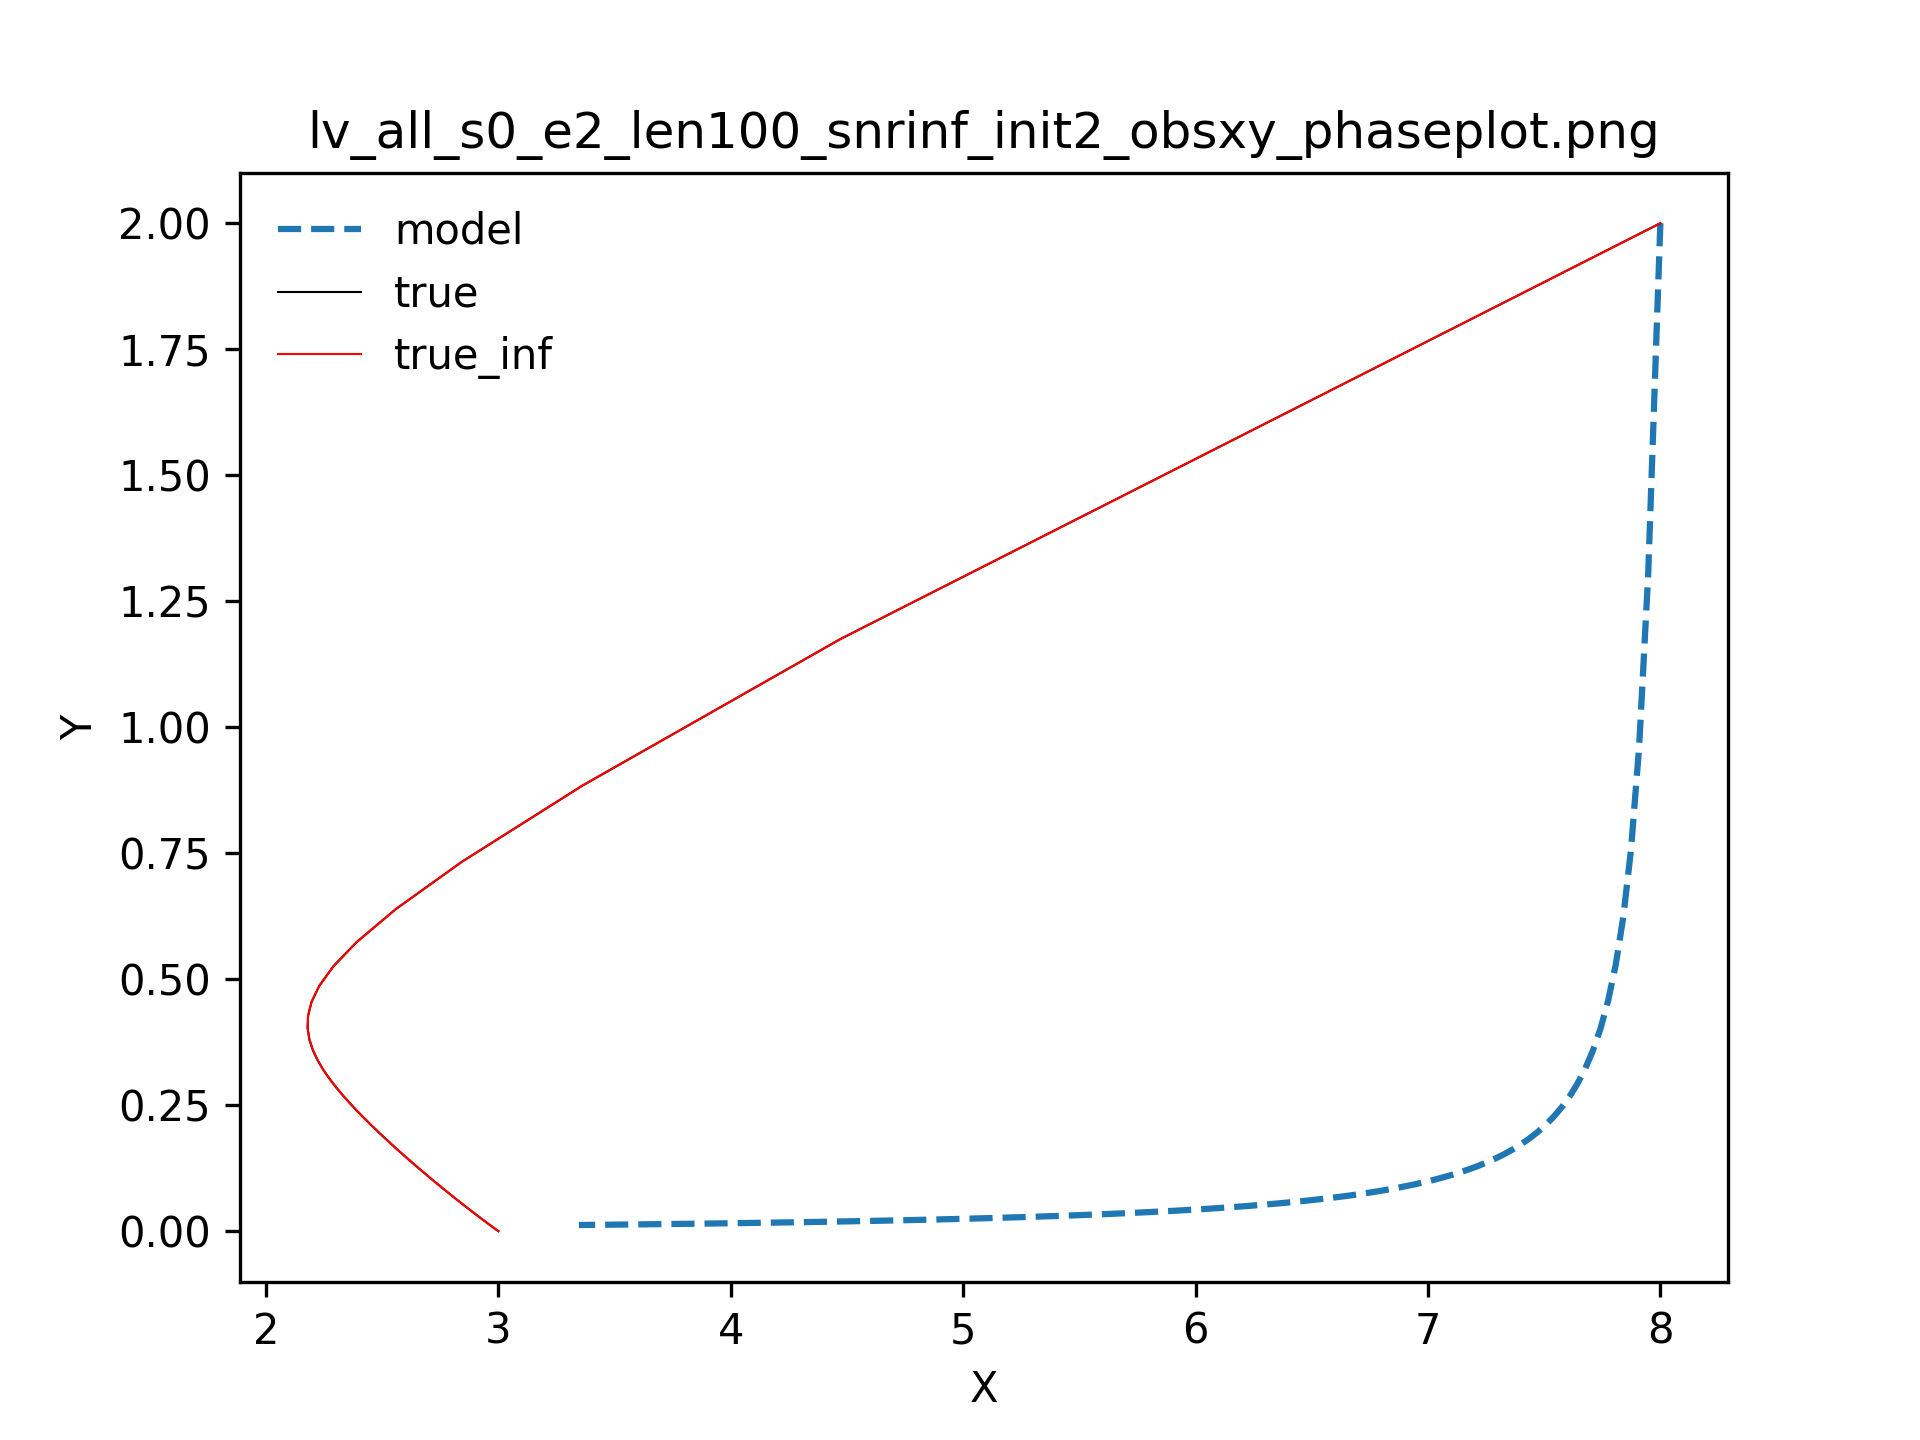 lv_all_s0_e2_len100_snrinf_init2_obsxy_phaseplot.png
model
true
true_inf
2.00
1.75
1.50
1.25
1.00
0.75
0.50
0.25
0.00
Y
2 3 4 5 6 7 8
X